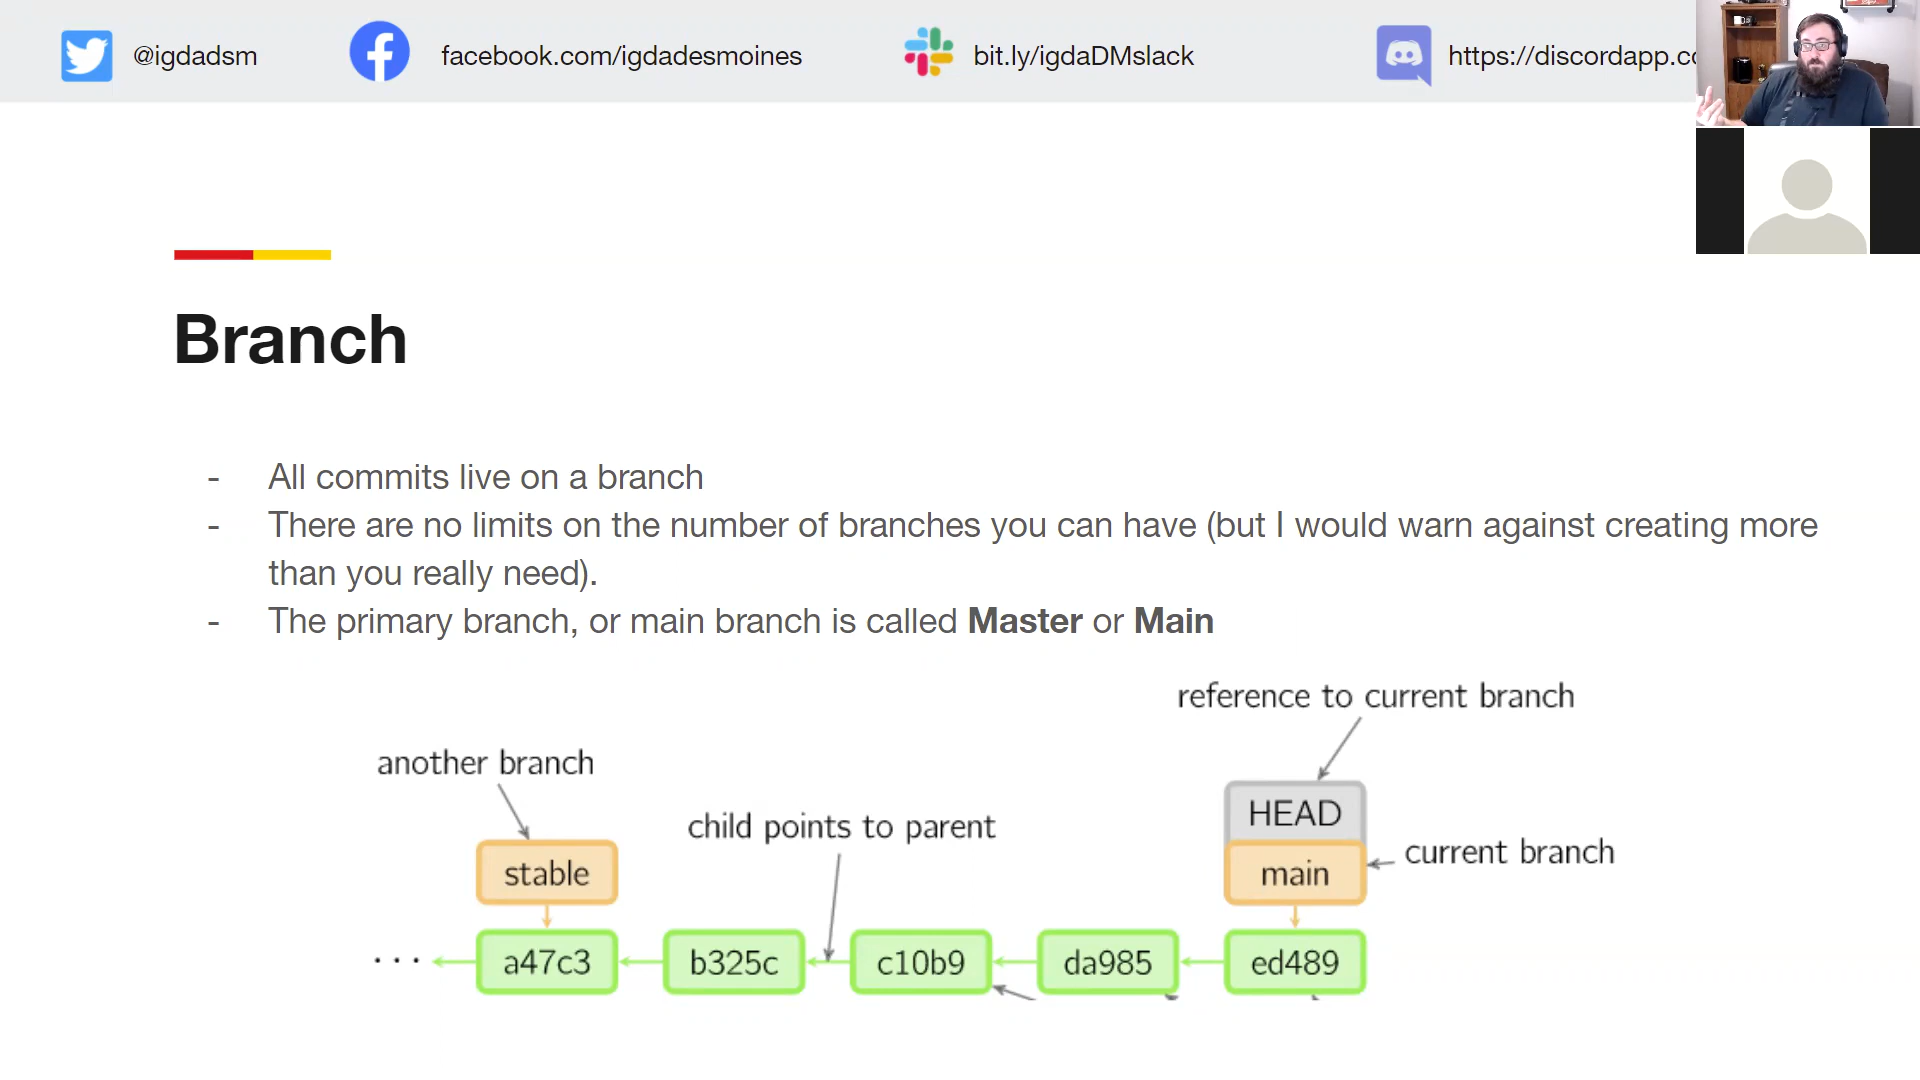 @igdadsm
facebook.com/igdadesmoines
bit.ly/igdaDMslack
https://discordapp.co
Branch
- All commits live on a branch
- There are no limits on the number of branches you can have (but I would warn against creating more
than you really need).
- The primary branch, or main branch is called Master or Main
reference to current branch
another branch
child points to parent
HEAD
current branch
stable
main
. . .
a47c3
b325c
c10b9
da985
ed489